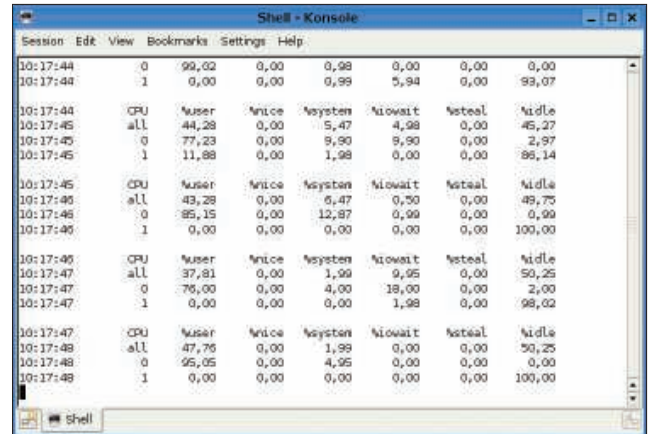 Shell - Konsole
Session Edit View Bookmarks Settings Help
10:17:44 0 99,02 0,00 0,98 0,00 0,00 0,00
10:17:44 1 0,00 0,00 0,99 5,94 0,00 93,07
10:17:44 CPU %user %nice %system %iowait %steal %idle
10:17:45 all 44,28 0,00 5,47 4,98 0,00 45,27
10:17:45 0 77,23 0,00 9,90 9,90 0,00 2,97
10:17:45 1 11,88 0,00 1,98 0,00 0,00 86,14
10:17:45 CPU %user %nice %system %iowait %steal %idle
10:17:46 all 43,28 0,00 6,47 0,50 0,00 49,75
10:17:46 0 85,15 0,00 12,87 0,99 0,00 0,99
10:17:46 1 0,00 0,00 0,00 0,00 0,00 100,00
10:17:46 CPU %user %nice %system %iowait %steal %idle
10:17:47 all 37,81 0,00 1,99 9,95 0,00 50,25
10:17:47 0 76,00 0,00 4,00 18,00 0,00 2,00
10:17:47 1 0,00 0,00 0,00 1,98 0,00 98,02
10:17:47 CPU %user %nice %system %iowait %steal %idle
10:17:48 all 47,76 0,00 1,99 0,00 0,00 50,25
10:17:48 0 95,05 0,00 4,95 0,00 0,00 0,00
10:17:48 1 0,00 0,00 0,00 0,00 0,00 100,00
Shell